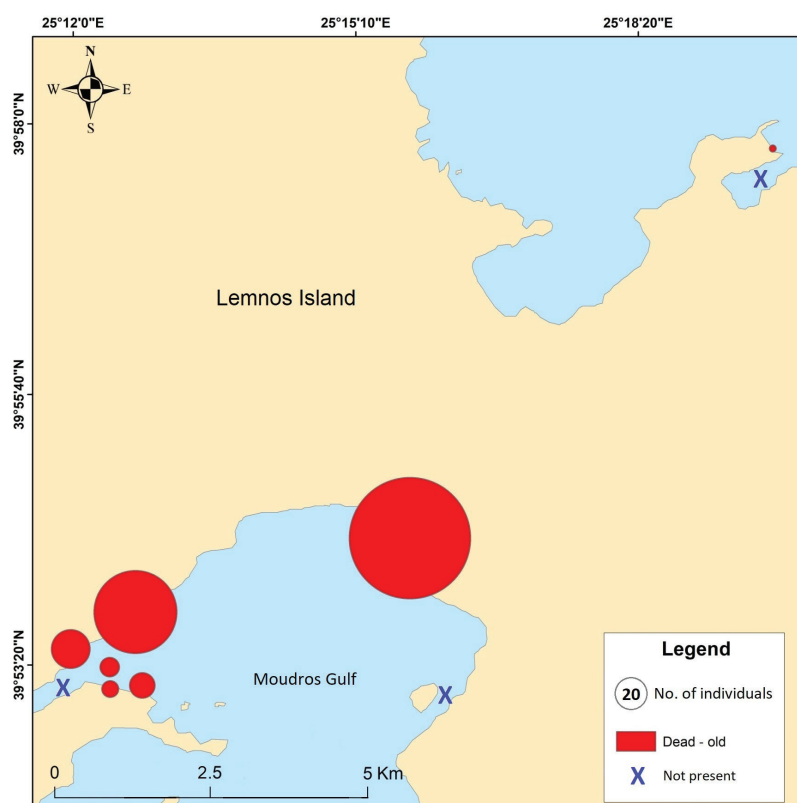 25°12'0"E 25°15'10"E 25°18'20"E
N
W E
S
39°58'0"N
Lemnos Island
39°55'40"N
39°53'20"N
Moudros Gulf
0 2.5 5 Km
Legend
20 No. of individuals
Dead - old
X Not present